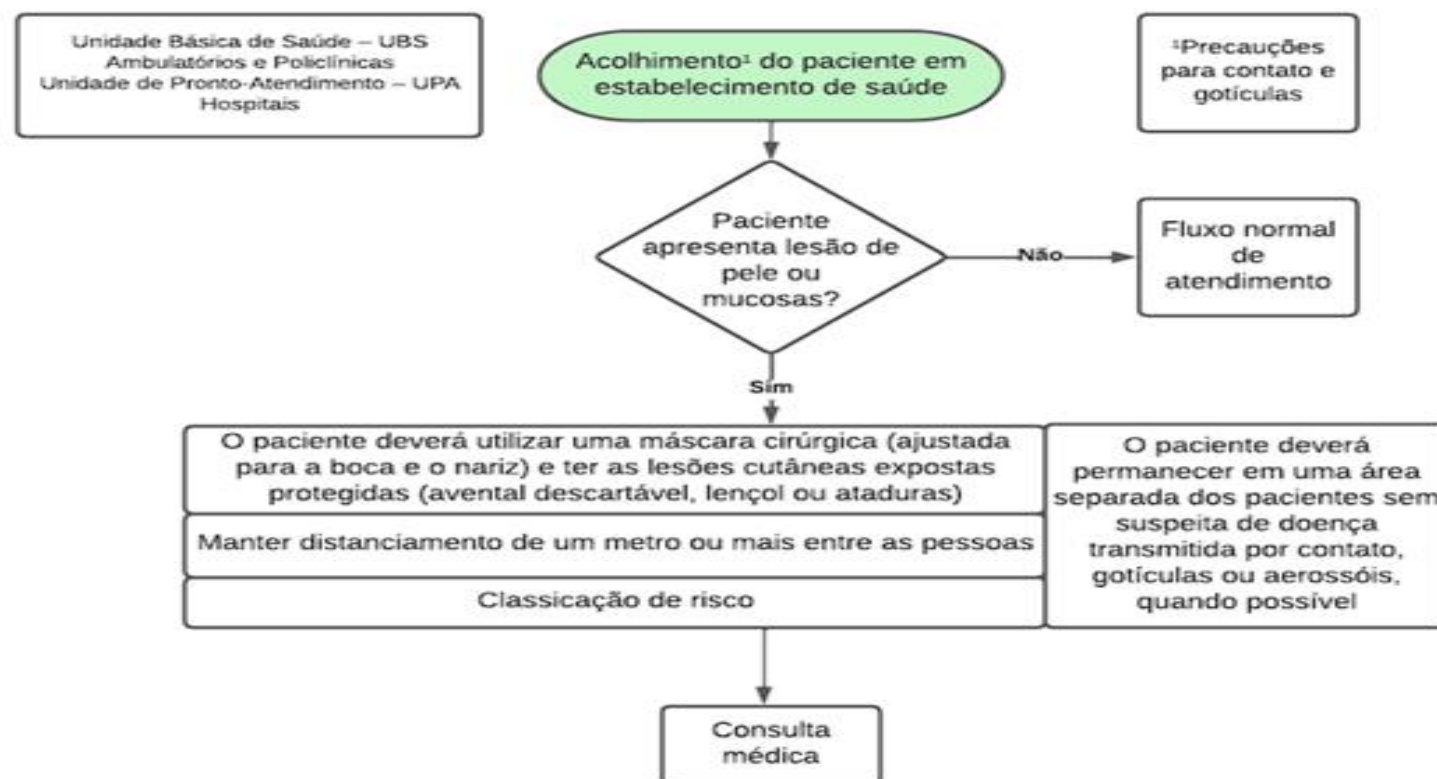 Unidade Básica de Saúde – UBS
Ambulatórios e Policlínicas
Unidade de Pronto-Atendimento – UPA
Hospitais
Acolhimento¹ do paciente em
estabelecimento de saúde
¹Precauções
para contato e
gotículas
Paciente
apresenta lesão de
pele ou
mucosas?
Não
Fluxo normal
de
atendimento
Sim
O paciente deverá utilizar uma máscara cirúrgica (ajustada
para a boca e o nariz) e ter as lesões cutâneas expostas
protegidas (avental descartável, lençol ou ataduras)
Manter distanciamento de um metro ou mais entre as pessoas
Classicação de risco
O paciente deverá
permanecer em uma área
separada dos pacientes sem
suspeita de doença
transmitida por contato,
gotículas ou aerossóis,
quando possível
Consulta
médica